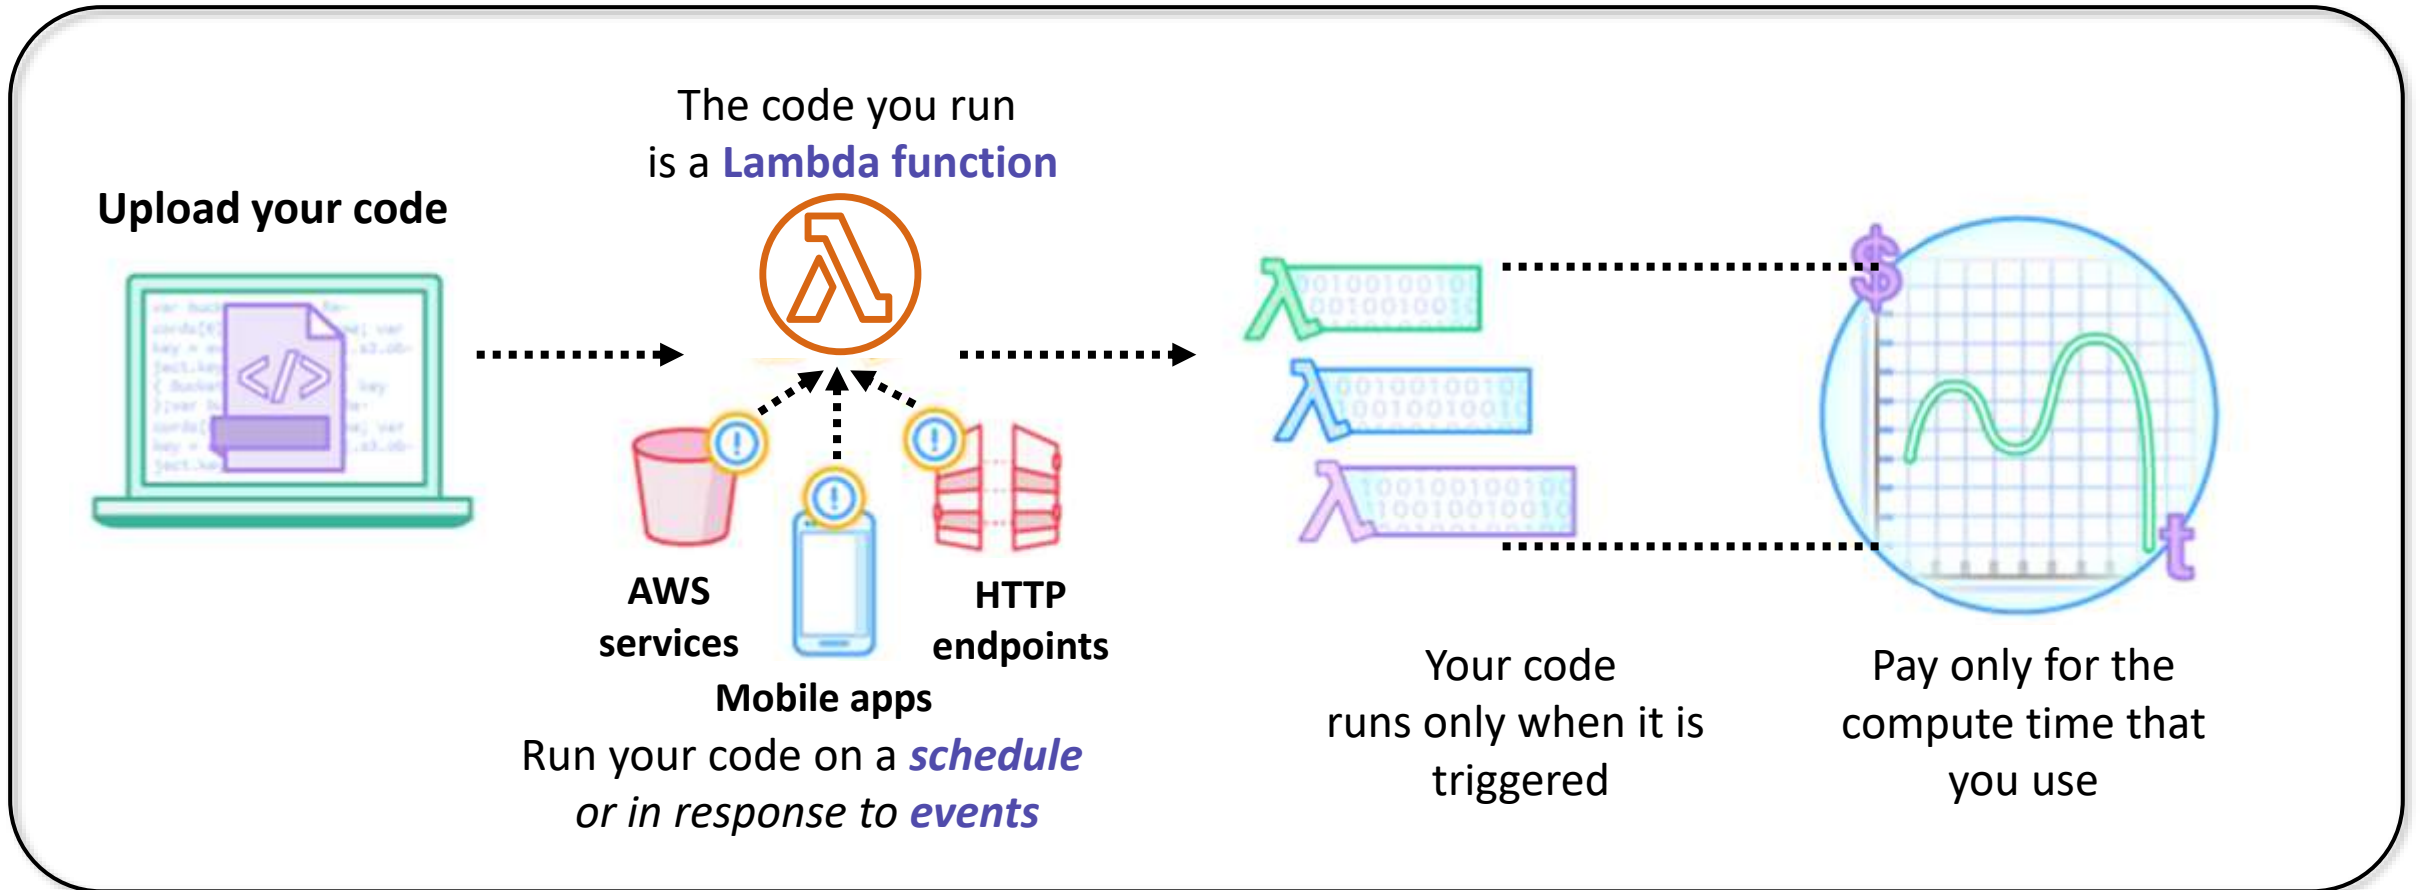 Upload your code
The code you run
is a Lambda function
</>
AWS
services
Mobile apps
HTTP
endpoints
Run your code on a schedule
or in response to events
Your code
runs only when it is
triggered
$
t
Pay only for the
compute time that
you use